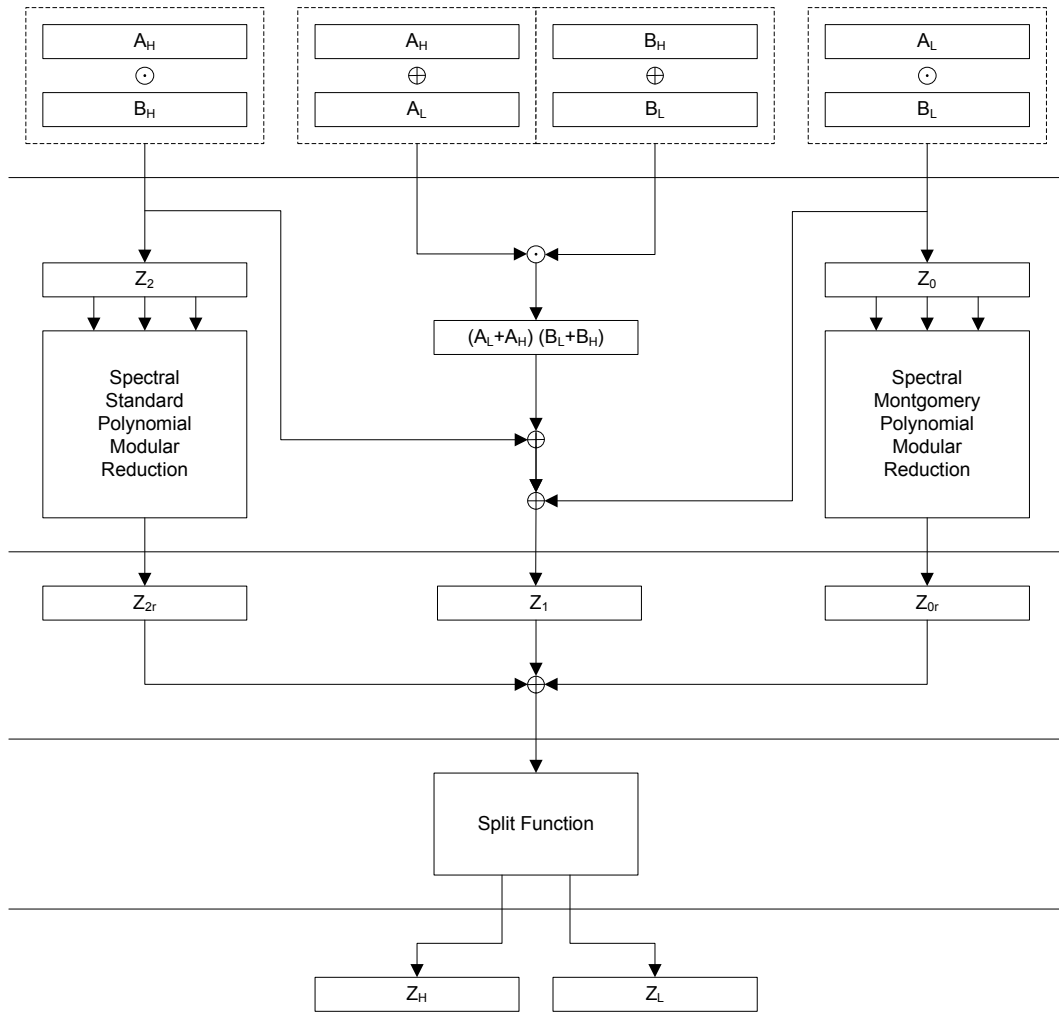 A_H
A_H
B_H
A_L
B_H
A_L
B_L
B_L
Z_2
Z_0
(A_L+A_H) (B_L+B_H)
Spectral
Standard
Polynomial
Modular
Reduction
Spectral
Montgomery
Polynomial
Modular
Reduction
Z_2r
Z_1
Z_0r
Split Function
Z_H
Z_L